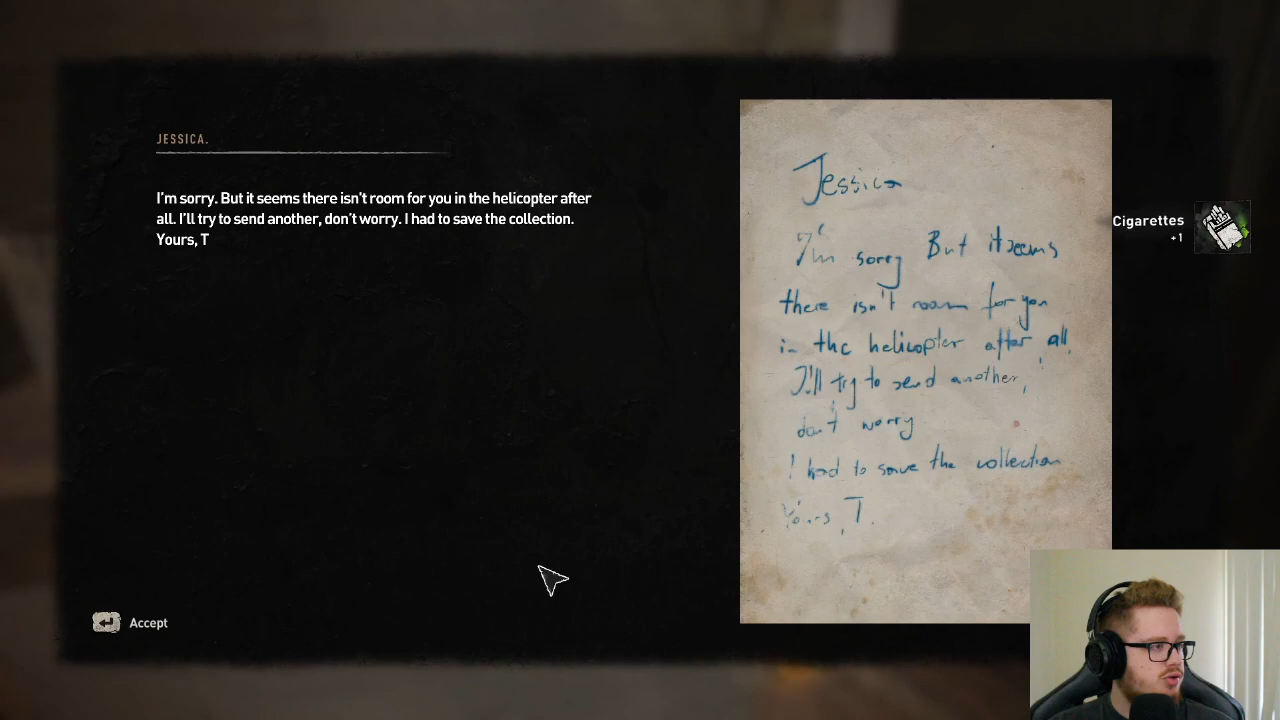 JESSICA.
I'm sorry. But it seems there isn't room for you in the helicopter after
all. I'll try to send another, don't worry. I had to save the collection.
Yours, T
Jessica
I'm sorry But it seems
there isn't room for you
in the helicopter after all,
I'll try to send another,
don't worry
I had to save the collection
Yours, T.
Cigarettes
+1
Accept